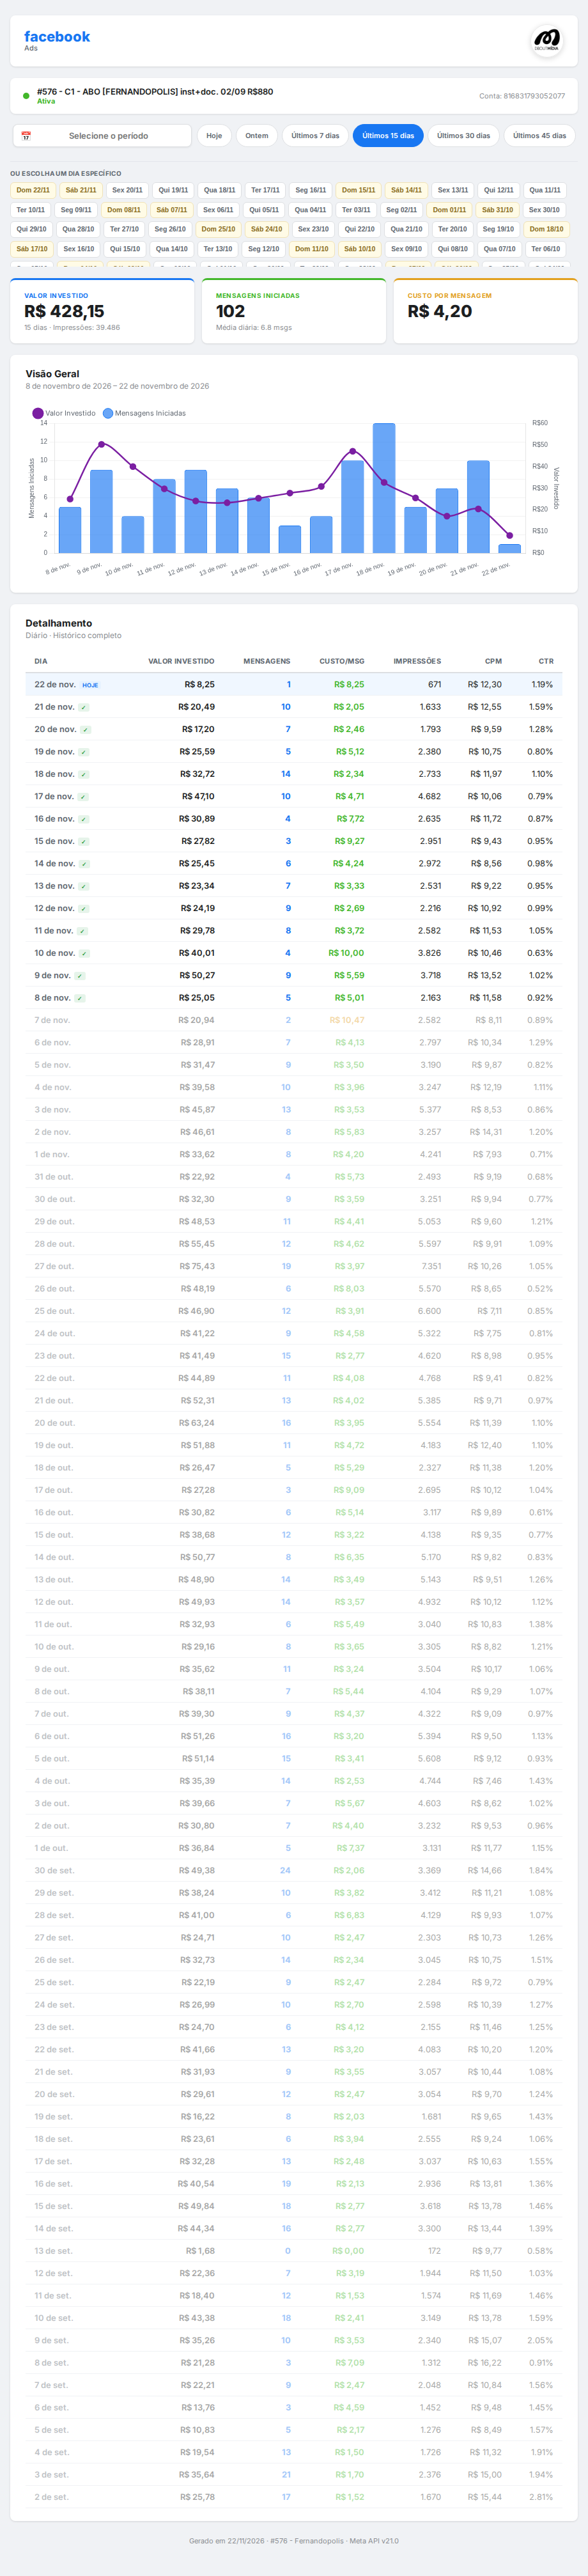 facebook
Ads
#576 - C1 - ABO [FERNANDOPOLIS] inst+doc. 02/09 R$880
Ativa
Conta: 816831793052077
Selecione o período
Hoje
Ontem
Últimos 7 dias
Últimos 15 dias
Últimos 30 dias
Últimos 45 dias
OU ESCOLHA UM DIA ESPECÍFICO
Dom 22/11 Sáb 21/11 Sex 20/11 Qui 19/11 Qua 18/11 Ter 17/11 Seg 16/11 Dom 15/11 Sáb 14/11 Sex 13/11 Qui 12/11 Qua 11/11
Ter 10/11 Seg 09/11 Dom 08/11 Sáb 07/11 Sex 06/11 Qui 05/11 Qua 04/11 Ter 03/11 Seg 02/11 Dom 01/11 Sáb 31/10 Sex 30/10
Qui 29/10 Qua 28/10 Ter 27/10 Seg 26/10 Dom 25/10 Sáb 24/10 Sex 23/10 Qui 22/10 Qua 21/10 Ter 20/10 Seg 19/10 Dom 18/10
Sáb 17/10 Sex 16/10 Qui 15/10 Qua 14/10 Ter 13/10 Seg 12/10 Dom 11/10 Sáb 10/10 Sex 09/10 Qui 08/10 Qua 07/10 Ter 06/10
VALOR INVESTIDO
R$ 428,15
15 dias · Impressões: 39.486
MENSAGENS INICIADAS
102
Média diária: 6.8 msgs
CUSTO POR MENSAGEM
R$ 4,20
Visão Geral
8 de novembro de 2026 – 22 de novembro de 2026
Valor Investido Mensagens Iniciadas
Mensagens Iniciadas
14
12
10
8
6
4
2
0
R$60
R$50
R$40
R$30
R$20
R$10
R$0
Valor Investido
8 de nov. 9 de nov. 10 de nov. 11 de nov. 12 de nov. 13 de nov. 14 de nov. 15 de nov. 16 de nov. 17 de nov. 18 de nov. 19 de nov. 20 de nov. 21 de nov. 22 de nov.
Detalhamento
Diário · Histórico completo
DIA VALOR INVESTIDO MENSAGENS CUSTO/MSG IMPRESSÕES CPM CTR
22 de nov. HOJE R$ 8,25 1 R$ 8,25 671 R$ 12,30 1.19%
21 de nov. ✓ R$ 20,49 10 R$ 2,05 1.633 R$ 12,55 1.59%
20 de nov. ✓ R$ 17,20 7 R$ 2,46 1.793 R$ 9,59 1.28%
19 de nov. ✓ R$ 25,59 5 R$ 5,12 2.380 R$ 10,75 0.80%
18 de nov. ✓ R$ 32,72 14 R$ 2,34 2.733 R$ 11,97 1.10%
17 de nov. ✓ R$ 47,10 10 R$ 4,71 4.682 R$ 10,06 0.79%
16 de nov. ✓ R$ 30,89 4 R$ 7,72 2.635 R$ 11,72 0.87%
15 de nov. ✓ R$ 27,82 3 R$ 9,27 2.951 R$ 9,43 0.95%
14 de nov. ✓ R$ 25,45 6 R$ 4,24 2.972 R$ 8,56 0.98%
13 de nov. ✓ R$ 23,34 7 R$ 3,33 2.531 R$ 9,22 0.95%
12 de nov. ✓ R$ 24,19 9 R$ 2,69 2.216 R$ 10,92 0.99%
11 de nov. ✓ R$ 29,78 8 R$ 3,72 2.582 R$ 11,53 1.05%
10 de nov. ✓ R$ 40,01 4 R$ 10,00 3.826 R$ 10,46 0.63%
9 de nov. ✓ R$ 50,27 9 R$ 5,59 3.718 R$ 13,52 1.02%
8 de nov. ✓ R$ 25,05 5 R$ 5,01 2.163 R$ 11,58 0.92%
7 de nov. R$ 20,94 2 R$ 10,47 2.582 R$ 8,11 0.89%
6 de nov. R$ 28,91 7 R$ 4,13 2.797 R$ 10,34 1.29%
5 de nov. R$ 31,47 9 R$ 3,50 3.190 R$ 9,87 0.82%
4 de nov. R$ 39,58 10 R$ 3,96 3.247 R$ 12,19 1.11%
3 de nov. R$ 45,87 13 R$ 3,53 5.377 R$ 8,53 0.86%
2 de nov. R$ 46,61 8 R$ 5,83 3.257 R$ 14,31 1.20%
1 de nov. R$ 33,62 8 R$ 4,20 4.241 R$ 7,93 0.71%
31 de out. R$ 22,92 4 R$ 5,73 2.493 R$ 9,19 0.68%
30 de out. R$ 32,30 9 R$ 3,59 3.251 R$ 9,94 0.77%
29 de out. R$ 48,53 11 R$ 4,41 5.053 R$ 9,60 1.21%
28 de out. R$ 55,45 12 R$ 4,62 5.597 R$ 9,91 1.09%
27 de out. R$ 75,43 19 R$ 3,97 7.351 R$ 10,26 1.05%
26 de out. R$ 48,19 6 R$ 8,03 5.570 R$ 8,65 0.52%
25 de out. R$ 46,90 12 R$ 3,91 6.600 R$ 7,11 0.85%
24 de out. R$ 41,22 9 R$ 4,58 5.322 R$ 7,75 0.81%
23 de out. R$ 41,49 15 R$ 2,77 4.620 R$ 8,98 0.95%
22 de out. R$ 44,89 11 R$ 4,08 4.768 R$ 9,41 0.82%
21 de out. R$ 52,31 13 R$ 4,02 5.385 R$ 9,71 0.97%
20 de out. R$ 63,24 16 R$ 3,95 5.554 R$ 11,39 1.10%
19 de out. R$ 51,88 11 R$ 4,72 4.183 R$ 12,40 1.10%
18 de out. R$ 26,47 5 R$ 5,29 2.327 R$ 11,38 1.20%
17 de out. R$ 27,28 3 R$ 9,09 2.695 R$ 10,12 1.04%
16 de out. R$ 30,82 6 R$ 5,14 3.117 R$ 9,89 0.61%
15 de out. R$ 38,68 12 R$ 3,22 4.138 R$ 9,35 0.77%
14 de out. R$ 50,77 8 R$ 6,35 5.170 R$ 9,82 0.83%
13 de out. R$ 48,90 14 R$ 3,49 5.143 R$ 9,51 1.26%
12 de out. R$ 49,93 14 R$ 3,57 4.932 R$ 10,12 1.12%
11 de out. R$ 32,93 6 R$ 5,49 3.040 R$ 10,83 1.38%
10 de out. R$ 29,16 8 R$ 3,65 3.305 R$ 8,82 1.21%
9 de out. R$ 35,62 11 R$ 3,24 3.504 R$ 10,17 1.06%
8 de out. R$ 38,11 7 R$ 5,44 4.104 R$ 9,29 1.07%
7 de out. R$ 39,30 9 R$ 4,37 4.322 R$ 9,09 0.97%
6 de out. R$ 51,26 16 R$ 3,20 5.394 R$ 9,50 1.13%
5 de out. R$ 51,14 15 R$ 3,41 5.608 R$ 9,12 0.93%
4 de out. R$ 35,39 14 R$ 2,53 4.744 R$ 7,46 1.43%
3 de out. R$ 39,66 7 R$ 5,67 4.603 R$ 8,62 1.02%
2 de out. R$ 30,80 7 R$ 4,40 3.232 R$ 9,53 0.96%
1 de out. R$ 36,84 5 R$ 7,37 3.131 R$ 11,77 1.15%
30 de set. R$ 49,38 24 R$ 2,06 3.369 R$ 14,66 1.84%
29 de set. R$ 38,24 10 R$ 3,82 3.412 R$ 11,21 1.08%
28 de set. R$ 41,00 6 R$ 6,83 4.129 R$ 9,93 1.07%
27 de set. R$ 24,71 10 R$ 2,47 2.303 R$ 10,73 1.26%
26 de set. R$ 32,73 14 R$ 2,34 3.045 R$ 10,75 1.51%
25 de set. R$ 22,19 9 R$ 2,47 2.284 R$ 9,72 0.79%
24 de set. R$ 26,99 10 R$ 2,70 2.598 R$ 10,39 1.27%
23 de set. R$ 24,70 6 R$ 4,12 2.155 R$ 11,46 1.25%
22 de set. R$ 41,66 13 R$ 3,20 4.083 R$ 10,20 1.20%
21 de set. R$ 31,93 9 R$ 3,55 3.057 R$ 10,44 1.08%
20 de set. R$ 29,61 12 R$ 2,47 3.054 R$ 9,70 1.24%
19 de set. R$ 16,22 8 R$ 2,03 1.681 R$ 9,65 1.43%
18 de set. R$ 23,61 6 R$ 3,94 2.555 R$ 9,24 1.06%
17 de set. R$ 32,28 13 R$ 2,48 3.037 R$ 10,63 1.55%
16 de set. R$ 40,54 19 R$ 2,13 2.936 R$ 13,81 1.36%
15 de set. R$ 49,84 18 R$ 2,77 3.618 R$ 13,78 1.46%
14 de set. R$ 44,34 16 R$ 2,77 3.300 R$ 13,44 1.39%
13 de set. R$ 1,68 0 R$ 0,00 172 R$ 9,77 0.58%
12 de set. R$ 22,36 7 R$ 3,19 1.944 R$ 11,50 1.03%
11 de set. R$ 18,40 12 R$ 1,53 1.574 R$ 11,69 1.46%
10 de set. R$ 43,38 18 R$ 2,41 3.149 R$ 13,78 1.59%
9 de set. R$ 35,26 10 R$ 3,53 2.340 R$ 15,07 2.05%
8 de set. R$ 21,28 3 R$ 7,09 1.312 R$ 16,22 0.91%
7 de set. R$ 22,21 9 R$ 2,47 2.048 R$ 10,84 1.56%
6 de set. R$ 13,76 3 R$ 4,59 1.452 R$ 9,48 1.45%
5 de set. R$ 10,83 5 R$ 2,17 1.276 R$ 8,49 1.57%
4 de set. R$ 19,54 13 R$ 1,50 1.726 R$ 11,32 1.91%
3 de set. R$ 35,64 21 R$ 1,70 2.376 R$ 15,00 1.94%
2 de set. R$ 25,78 17 R$ 1,52 1.670 R$ 15,44 2.81%
Gerado em 22/11/2026 · #576 - Fernandopolis · Meta API v21.0